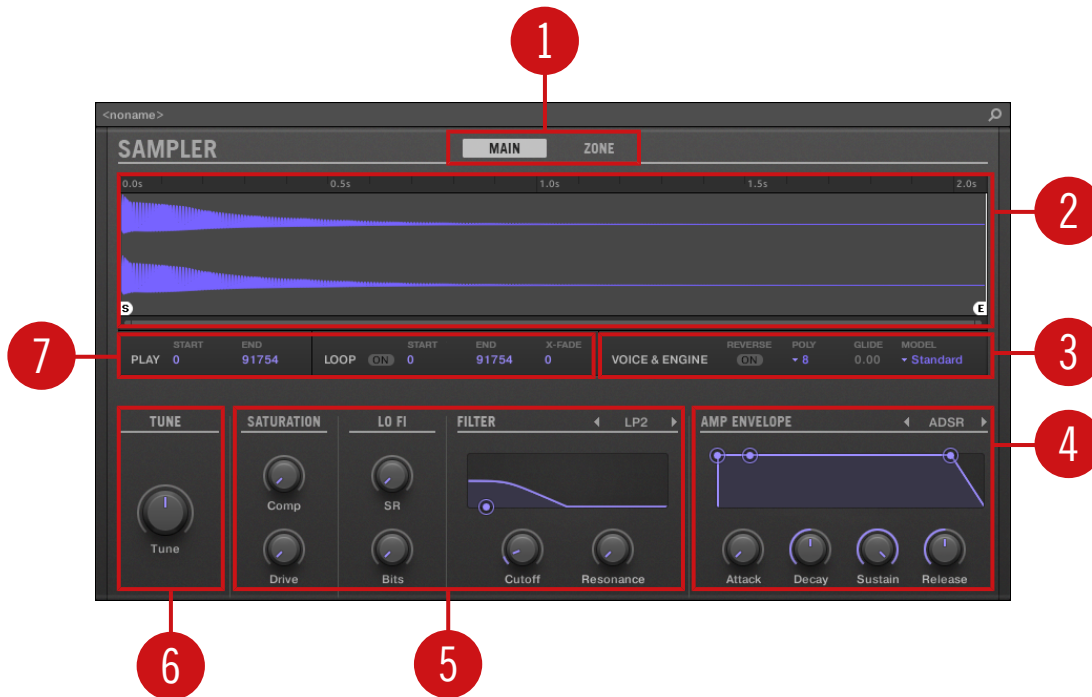 1
<noname>
SAMPLER
MAIN ZONE
0.0s 0.5s 1.0s 1.5s 2.0s
2
S E
7
START END START END X-FADE
PLAY 0 91754 LOOP ON 0 91754 0
REVERSE POLY GLIDE MODEL
VOICE & ENGINE ON 8 0.00 Standard
3
TUNE SATURATION LO FI FILTER LP2 AMP ENVELOPE ADSR
4
Comp SR
Tune
Drive Bits Cutoff Resonance Attack Decay Sustain Release
6 5